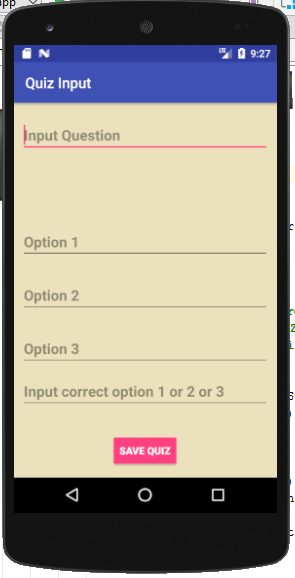 app
9:27
Quiz Input
Input Question
Option 1
Option 2
Option 3
Input correct option 1 or 2 or 3
SAVE QUIZ